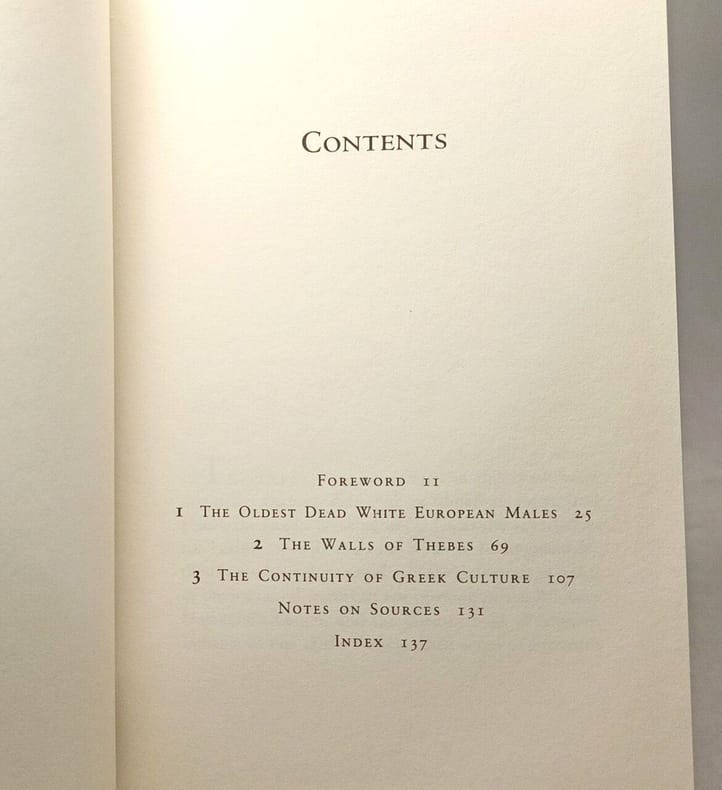 Contents
Foreword 11
1 The Oldest Dead White European Males 25
2 The Walls of Thebes 69
3 The Continuity of Greek Culture 107
Notes on Sources 131
Index 137